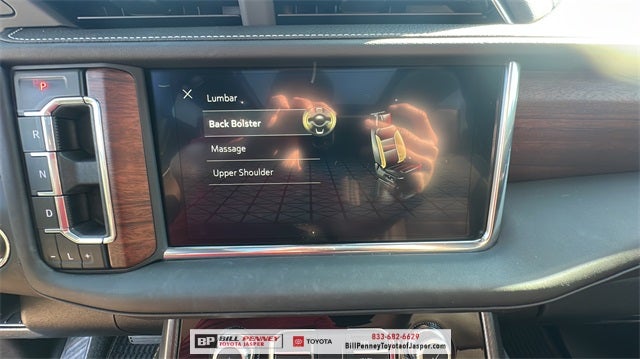 P
R
N
D
- L +
Lumbar
Back Bolster
Massage
Upper Shoulder
BP BILL PENNEY
TOYOTA JASPER
TOYOTA
833-682-6629
BillPenneyToyotaofJasper.com